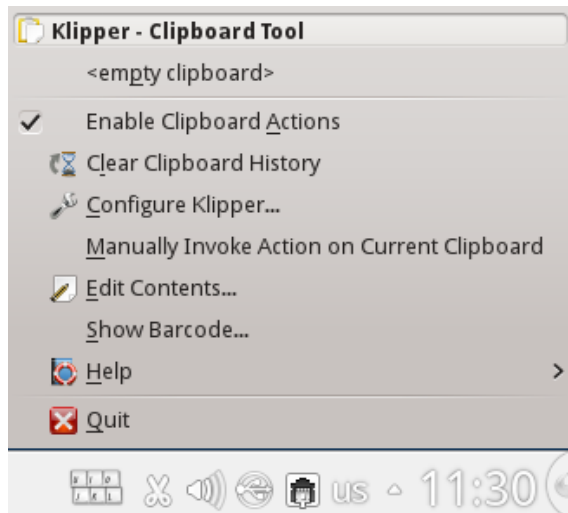 Klipper - Clipboard Tool
<empty clipboard>
Enable Clipboard Actions
Clear Clipboard History
Configure Klipper...
Manually Invoke Action on Current Clipboard
Edit Contents...
Show Barcode...
Help
Quit
us 11:30